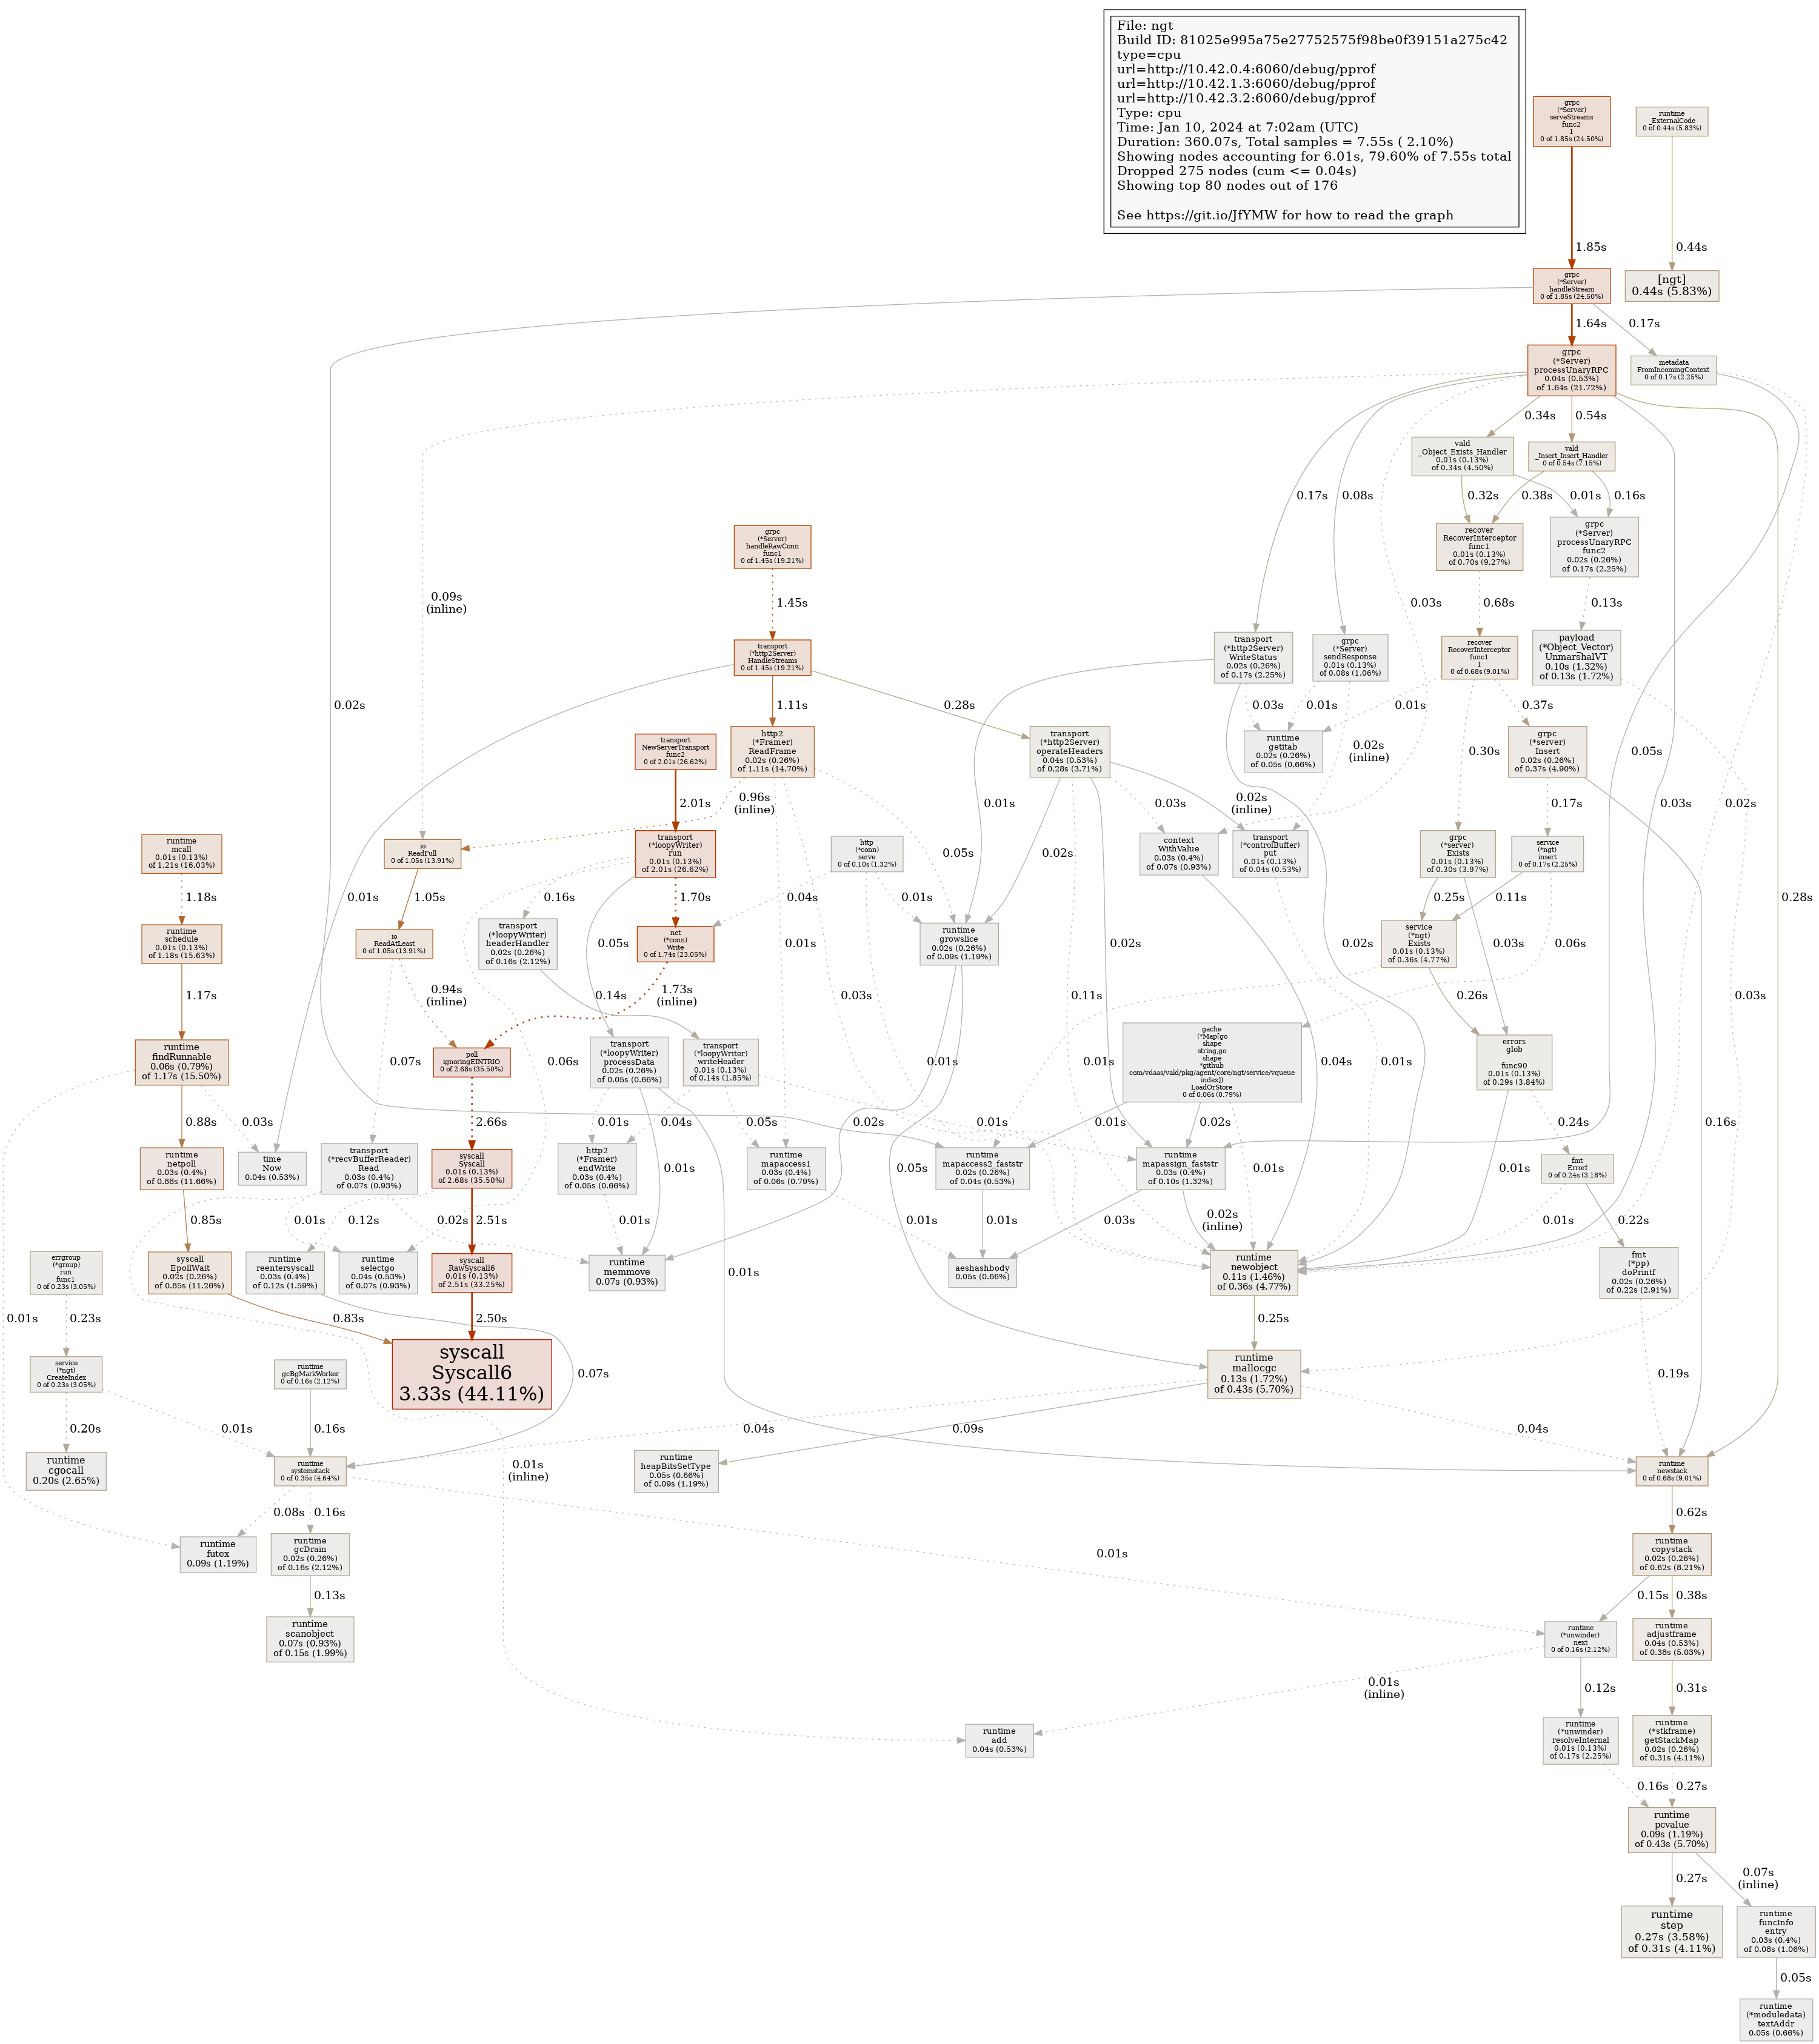 File: ngt
Build ID: 81025e995a75e27752575f98be0f39151a275c42
type=cpu
url=http://10.42.0.4:6060/debug/pprof
url=http://10.42.1.3:6060/debug/pprof
url=http://10.42.3.2:6060/debug/pprof
Type: cpu
Time: Jan 10, 2024 at 7:02am (UTC)
Duration: 360.07s, Total samples = 7.55s ( 2.10%)
Showing nodes accounting for 6.01s, 79.60% of 7.55s total
Dropped 275 nodes (cum <= 0.04s)
Showing top 80 nodes out of 176
See https://git.io/JfYMW for how to read the graph
grpc
(*Server)
serveStreams
func2
1
0 of 1.85s (24.50%)
runtime
_ExternalCode
0 of 0.44s (5.83%)
1.85s
0.44s
grpc
(*Server)
handleStream
0 of 1.85s (24.50%)
[ngt]
0.44s (5.83%)
0.02s
1.64s
0.17s
grpc
(*Server)
processUnaryRPC
0.04s (0.53%)
of 1.64s (21.72%)
metadata
FromIncomingContext
0 of 0.17s (2.25%)
0.09s
(inline)
0.17s
0.08s
0.03s
0.34s
0.54s
0.03s
0.28s
0.05s
0.02s
vald
_Object_Exists_Handler
0.01s (0.13%)
of 0.34s (4.50%)
vald
_Insert_Insert_Handler
0 of 0.54s (7.15%)
0.32s
0.01s
0.38s
0.16s
grpc
(*Server)
handleRawConn
func1
0 of 1.45s (19.21%)
recover
RecoverInterceptor
func1
0.01s (0.13%)
of 0.70s (9.27%)
grpc
(*Server)
processUnaryRPC
func2
0.02s (0.26%)
of 0.17s (2.25%)
1.45s
0.68s
0.13s
transport
(*http2Server)
HandleStreams
0 of 1.45s (19.21%)
transport
(*http2Server)
WriteStatus
0.02s (0.26%)
of 0.17s (2.25%)
grpc
(*Server)
sendResponse
0.01s (0.13%)
of 0.08s (1.06%)
recover
RecoverInterceptor
func1
1
0 of 0.68s (9.01%)
payload
(*Object_Vector)
UnmarshalVT
0.10s (1.32%)
of 0.13s (1.72%)
0.01s
1.11s
0.28s
0.01s
0.03s
0.02s
0.01s
0.02s
(inline)
0.01s
0.30s
0.37s
0.03s
transport
NewServerTransport
func2
0 of 2.01s (26.62%)
http2
(*Framer)
ReadFrame
0.02s (0.26%)
of 1.11s (14.70%)
transport
(*http2Server)
operateHeaders
0.04s (0.53%)
of 0.28s (3.71%)
runtime
getitab
0.02s (0.26%)
of 0.05s (0.66%)
grpc
(*server)
Insert
0.02s (0.26%)
of 0.37s (4.90%)
2.01s
0.96s
(inline)
0.01s
0.03s
0.05s
0.02s
0.11s
0.02s
0.03s
0.02s
(inline)
0.17s
0.16s
runtime
mcall
0.01s (0.13%)
of 1.21s (16.03%)
io
ReadFull
0 of 1.05s (13.91%)
transport
(*loopyWriter)
run
0.01s (0.13%)
of 2.01s (26.62%)
http
(*conn)
serve
0 of 0.10s (1.32%)
context
WithValue
0.03s (0.4%)
of 0.07s (0.93%)
transport
(*controlBuffer)
put
0.01s (0.13%)
of 0.04s (0.53%)
grpc
(*server)
Exists
0.01s (0.13%)
of 0.30s (3.97%)
service
(*ngt)
insert
0 of 0.17s (2.25%)
1.18s
1.05s
0.16s
0.05s
0.06s
1.70s
0.04s
0.01s
0.01s
0.04s
0.01s
0.25s
0.03s
0.11s
0.06s
runtime
schedule
0.01s (0.13%)
of 1.18s (15.63%)
io
ReadAtLeast
0 of 1.05s (13.91%)
transport
(*loopyWriter)
headerHandler
0.02s (0.26%)
of 0.16s (2.12%)
net
(*conn)
Write
0 of 1.74s (23.05%)
runtime
growslice
0.02s (0.26%)
of 0.09s (1.19%)
service
(*ngt)
Exists
0.01s (0.13%)
of 0.36s (4.77%)
1.17s
0.94s
(inline)
0.07s
0.14s
1.73s
(inline)
0.02s
0.05s
0.01s
0.26s
runtime
findRunnable
0.06s (0.79%)
of 1.17s (15.50%)
poll
ignoringEINTRIO
0 of 2.68s (35.50%)
transport
(*loopyWriter)
processData
0.02s (0.26%)
of 0.05s (0.66%)
transport
(*loopyWriter)
writeHeader
0.01s (0.13%)
of 0.14s (1.85%)
gache
(*Map[go
shape
string,go
shape
*github
com/vdaas/vald/pkg/agent/core/ngt/service/vqueue
index])
LoadOrStore
0 of 0.06s (0.79%)
errors
glob

func90
0.01s (0.13%)
of 0.29s (3.84%)
0.01s
0.88s
0.03s
2.66s
0.01s
0.01s
0.01s
0.04s
0.05s
0.01s
0.01s
0.02s
0.01s
0.01s
0.24s
runtime
netpoll
0.03s (0.4%)
of 0.88s (11.66%)
time
Now
0.04s (0.53%)
transport
(*recvBufferReader)
Read
0.03s (0.4%)
of 0.07s (0.93%)
syscall
Syscall
0.01s (0.13%)
of 2.68s (35.50%)
http2
(*Framer)
endWrite
0.03s (0.4%)
of 0.05s (0.66%)
runtime
mapaccess1
0.03s (0.4%)
of 0.06s (0.79%)
runtime
mapaccess2_faststr
0.02s (0.26%)
of 0.04s (0.53%)
runtime
mapassign_faststr
0.03s (0.4%)
of 0.10s (1.32%)
fmt
Errorf
0 of 0.24s (3.18%)
0.85s
0.01s
0.12s
0.02s
2.51s
0.01s
0.01s
0.01s
0.03s
0.02s
(inline)
0.01s
0.22s
errgroup
(*group)
run
func1
0 of 0.23s (3.05%)
syscall
EpollWait
0.02s (0.26%)
of 0.85s (11.26%)
runtime
reentersyscall
0.03s (0.4%)
of 0.12s (1.59%)
runtime
selectgo
0.04s (0.53%)
of 0.07s (0.93%)
syscall
RawSyscall6
0.01s (0.13%)
of 2.51s (33.25%)
runtime
memmove
0.07s (0.93%)
aeshashbody
0.05s (0.66%)
runtime
newobject
0.11s (1.46%)
of 0.36s (4.77%)
fmt
(*pp)
doPrintf
0.02s (0.26%)
of 0.22s (2.91%)
0.23s
0.83s
0.07s
2.50s
0.25s
0.19s
service
(*ngt)
CreateIndex
0 of 0.23s (3.05%)
runtime
gcBgMarkWorker
0 of 0.16s (2.12%)
syscall
Syscall6
3.33s (44.11%)
runtime
mallocgc
0.13s (1.72%)
of 0.43s (5.70%)
0.20s
0.01s
0.16s
0.01s
(inline)
0.04s
0.09s
0.04s
runtime
cgocall
0.20s (2.65%)
runtime
systemstack
0 of 0.35s (4.64%)
runtime
heapBitsSetType
0.05s (0.66%)
of 0.09s (1.19%)
runtime
newstack
0 of 0.68s (9.01%)
0.08s
0.16s
0.01s
0.62s
runtime
futex
0.09s (1.19%)
runtime
gcDrain
0.02s (0.26%)
of 0.16s (2.12%)
runtime
copystack
0.02s (0.26%)
of 0.62s (8.21%)
0.13s
0.15s
0.38s
runtime
scanobject
0.07s (0.93%)
of 0.15s (1.99%)
runtime
(*unwinder)
next
0 of 0.16s (2.12%)
runtime
adjustframe
0.04s (0.53%)
of 0.38s (5.03%)
0.01s
(inline)
0.12s
0.31s
runtime
add
0.04s (0.53%)
runtime
(*unwinder)
resolveInternal
0.01s (0.13%)
of 0.17s (2.25%)
runtime
(*stkframe)
getStackMap
0.02s (0.26%)
of 0.31s (4.11%)
0.16s
0.27s
runtime
pcvalue
0.09s (1.19%)
of 0.43s (5.70%)
0.27s
0.07s
(inline)
runtime
step
0.27s (3.58%)
of 0.31s (4.11%)
runtime
funcInfo
entry
0.03s (0.4%)
of 0.08s (1.06%)
0.05s
runtime
(*moduledata)
textAddr
0.05s (0.66%)